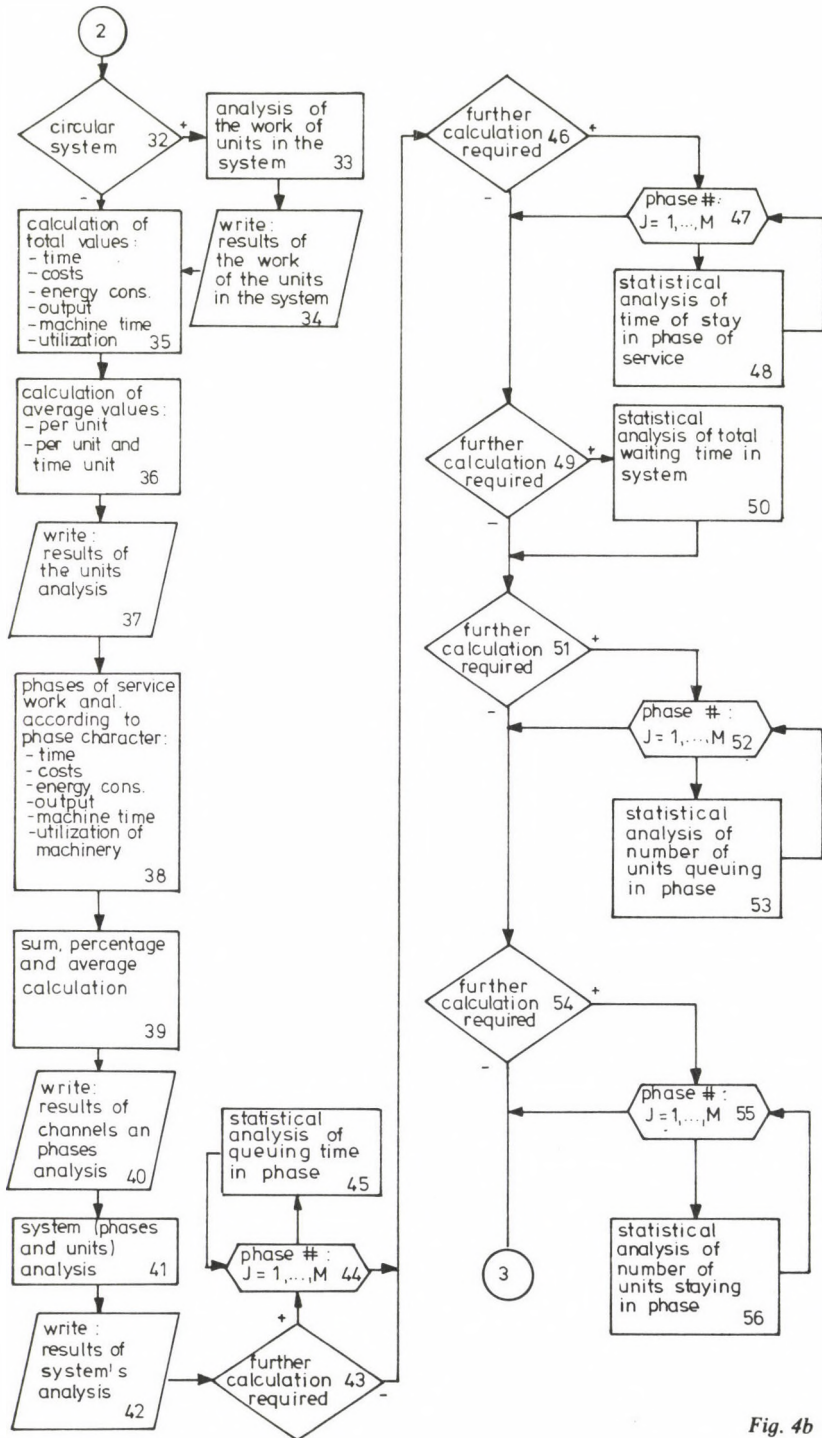 2
circular
system 32
+
-
analysis of
the work of
units in the
system 33
write:
results of
the work
of the units
in the system
34
calculation of
total values:
- time
- costs
- energy cons.
- output
- machine time
- utilization 35
calculation of
average values:
- per unit
- per unit and
time unit
36
write:
results of
the units
analysis
37
phases of service
work anal.
according to
phase character:
- time
- costs
- energy cons.
- output
- machine time
- utilization of
machinery
38
sum, percentage
and average
calculation
39
write:
results of
channels an
phases
analysis 40
system (phases
and units)
analysis 41
write:
results of
system's
analysis
42
further
calculation 43
required
+
-
phase #:
J = 1,...,M 44
statistical
analysis of
queuing time
in phase
45
further
calculation 46
required
+
-
phase #:
J = 1,...,M 47
statistical
analysis of
time of stay
in phase of
service
48
further
calculation 49
required
+
-
statistical
analysis of total
waiting time in
system
50
further
calculation 51
required
+
-
phase #:
J = 1,...,M 52
statistical
analysis of
number of
units queuing
in phase
53
further
calculation 54
required
+
-
phase #:
J = 1,...,M 55
statistical
analysis of
number of
units staying
in phase
56
3
Fig. 4b